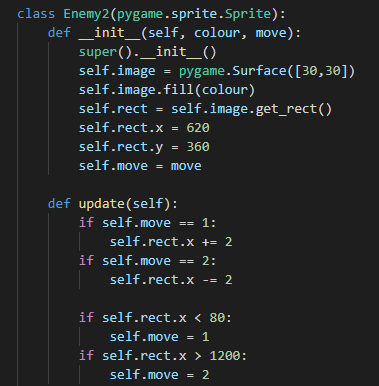 class Enemy2(pygame.sprite.Sprite):
    def __init__(self, colour, move):
        super().__init__()
        self.image = pygame.Surface([30,30])
        self.image.fill(colour)
        self.rect = self.image.get_rect()
        self.rect.x = 620
        self.rect.y = 360
        self.move = move

    def update(self):
        if self.move == 1:
            self.rect.x += 2
        if self.move == 2:
            self.rect.x -= 2

        if self.rect.x < 80:
            self.move = 1
        if self.rect.x > 1200:
            self.move = 2